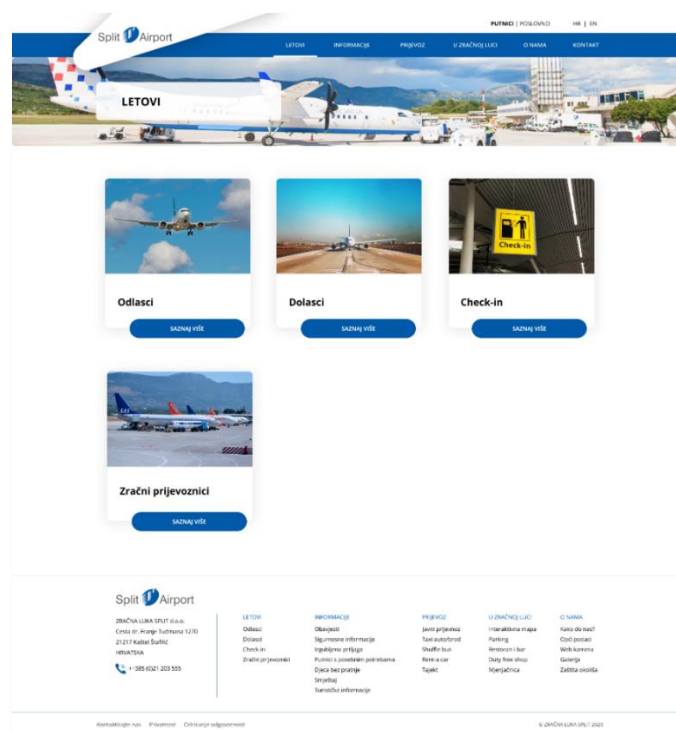 PUTNICI | POSLOVNO HR | EN
Split Airport
LETOVI INFORMACIJE PRIJEVOZ U ZRAČNOJ LUCI O NAMA KONTAKT
LETOVI
Check-in
Odlasci
SAZNAJ VIŠE
Dolasci
SAZNAJ VIŠE
Check-in
SAZNAJ VIŠE
SAS
Zračni prijevoznici
SAZNAJ VIŠE
Split Airport
ZRAČNA LUKA SPLIT d.o.o.
Cesta dr. Franje Tuđmana 1270
21217 Kaštel Štafilić
HRVATSKA
+385 (0)21 203 555
LETOVI
Odlasci
Dolasci
Check-in
Zračni prijevoznici
INFORMACIJE
Obavijesti
Sigurnosne informacije
Izgubljena prtljaga
Putnici s posebnim potrebama
Djeca bez pratnje
Smještaj
Turističke informacije
PRIJEVOZ
Javni prijevoz
Taxi auto/brod
Shuffle bus
Rent a car
Trajekt
U ZRAČNOJ LUCI
Interaktivna mapa
Parking
Restoran i bar
Duty free shop
Mjenjačnica
O NAMA
Kako do nas?
Opći podaci
Web kamera
Galerija
Zaštita okoliša
Kontaktirajte nas Privatnost Odricanje odgovornosti
© ZRAČNA LUKA SPLIT 2020